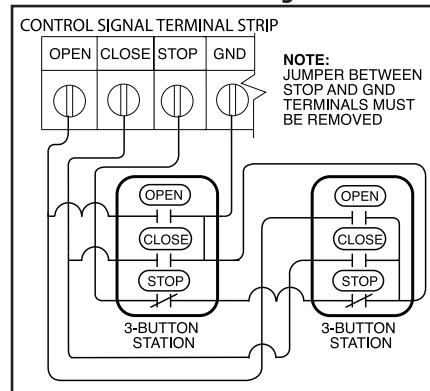 CONTROL SIGNAL TERMINAL STRIP
OPEN CLOSE STOP GND
NOTE:
JUMPER BETWEEN
STOP AND GND
TERMINALS MUST
BE REMOVED
OPEN
CLOSE
STOP
3-BUTTON
STATION
OPEN
CLOSE
STOP
3-BUTTON
STATION